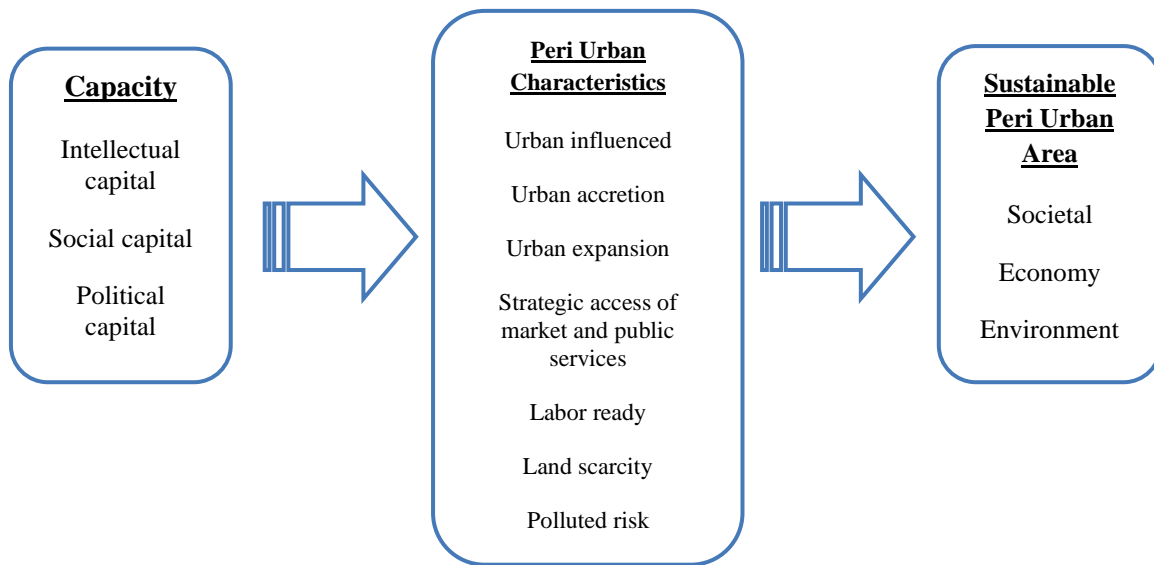 Capacity
Intellectual
capital
Social capital
Political
capital
Peri Urban
Characteristics
Urban influenced
Urban accretion
Urban expansion
Strategic access of
market and public
services
Labor ready
Land scarcity
Polluted risk
Sustainable
Peri Urban
Area
Societal
Economy
Environment